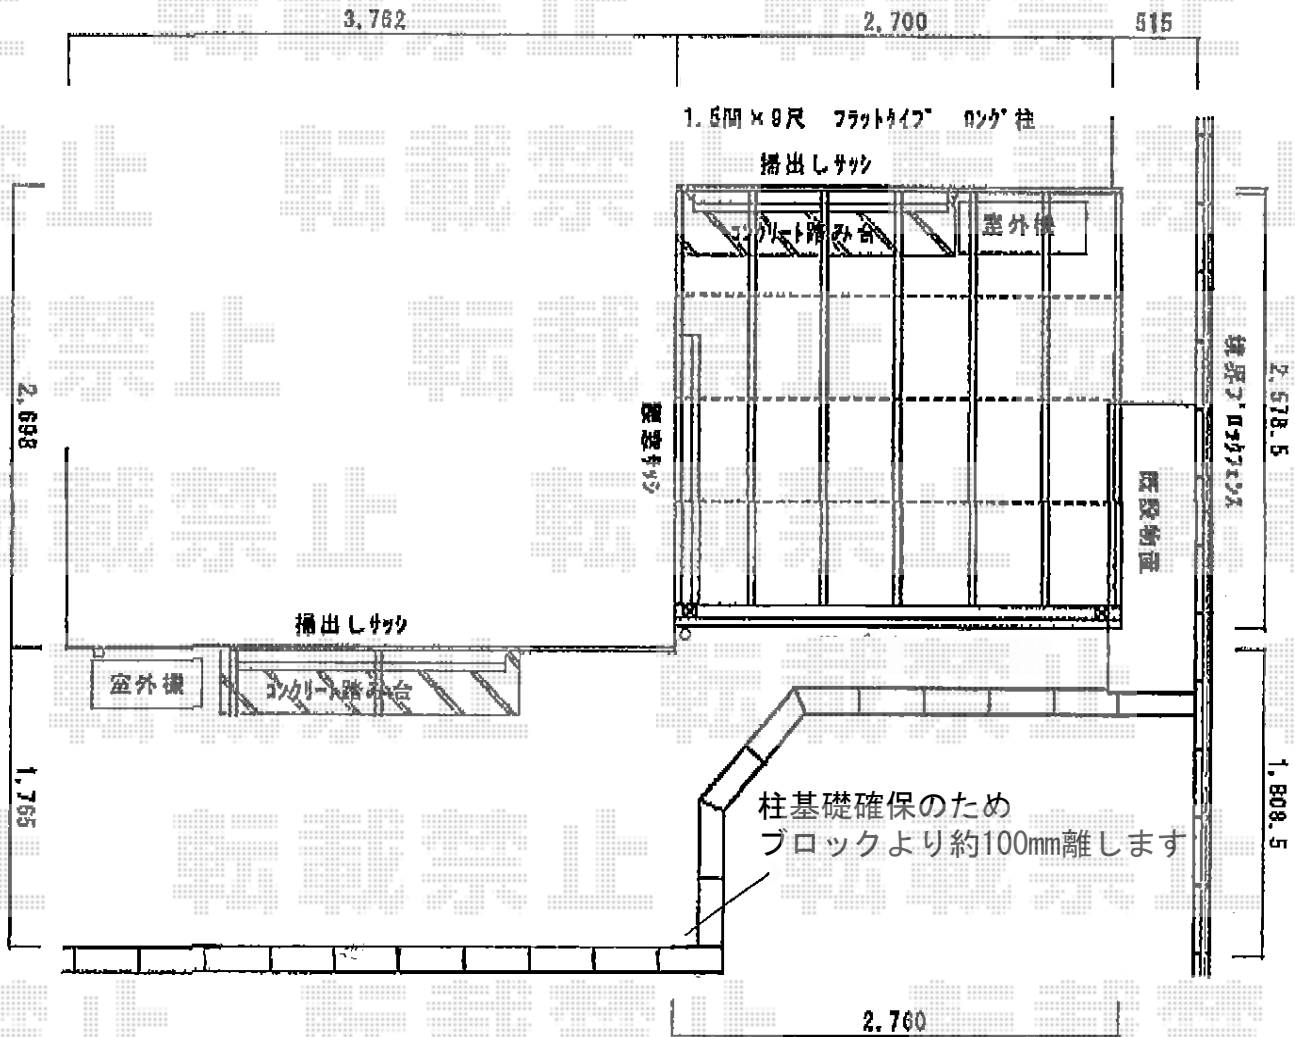 3,762
2,700
515
1.5間×9尺 フラットタイプ ロング柱
掃出しサッシ
コンクリート踏み台
室外機
2,698
腰窓サッシ
境界ブロックフェンス
2,578.5
既設物置
掃出しサッシ
室外機
コンクリート踏み台
1,765
柱基礎確保のため
ブロックより約100mm離します
1,808.5
2,760
転載禁止